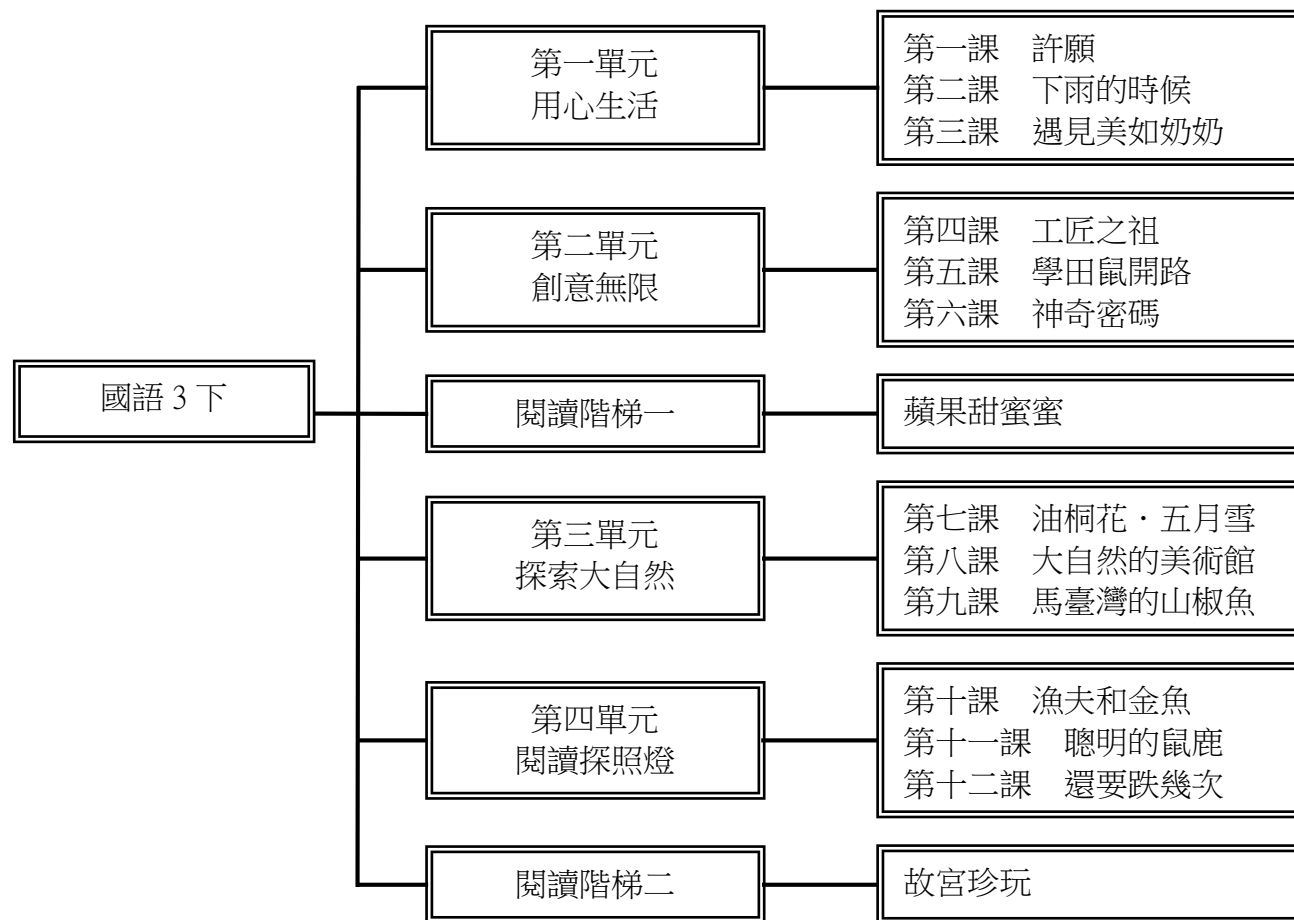 國語 3 下
第一單元
用心生活
第一課　許願
第二課　下雨的時候
第三課　遇見美如奶奶
第二單元
創意無限
第四課　工匠之祖
第五課　學田鼠開路
第六課　神奇密碼
閱讀階梯一
蘋果甜蜜蜜
第三單元
探索大自然
第七課　油桐花．五月雪
第八課　大自然的美術館
第九課　馬臺灣的山椒魚
第四單元
閱讀探照燈
第十課　漁夫和金魚
第十一課　聰明的鼠鹿
第十二課　還要跌幾次
閱讀階梯二
故宮珍玩